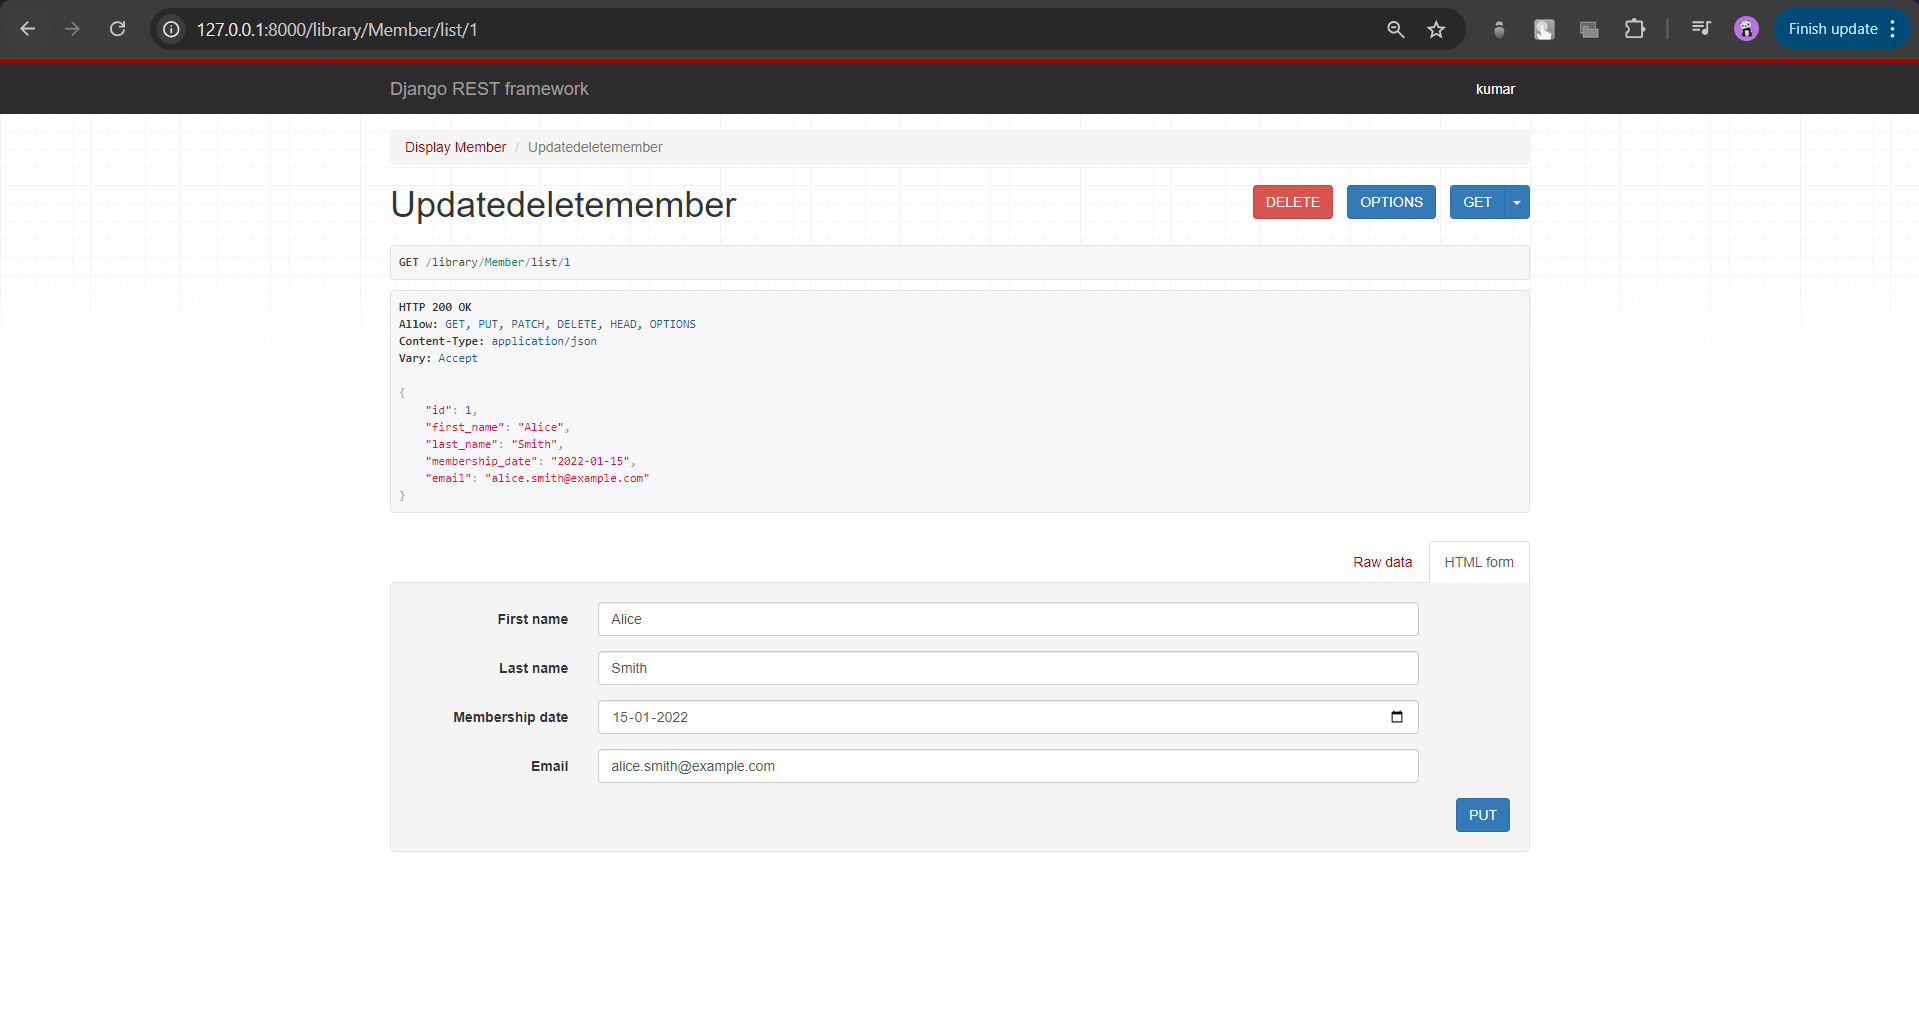 127.0.0.1:8000/library/Member/list/1
Finish update
Django REST framework
kumar
Display Member / Updatedeletemember
Updatedeletemember
DELETE
OPTIONS
GET
GET /library/Member/list/1
HTTP 200 OK
Allow: GET, PUT, PATCH, DELETE, HEAD, OPTIONS
Content-Type: application/json
Vary: Accept
{
"id": 1,
"first_name": "Alice",
"last_name": "Smith",
"membership_date": "2022-01-15",
"email": "alice.smith@example.com"
}
Raw data
HTML form
First name
Alice
Last name
Smith
Membership date
15-01-2022
Email
alice.smith@example.com
PUT